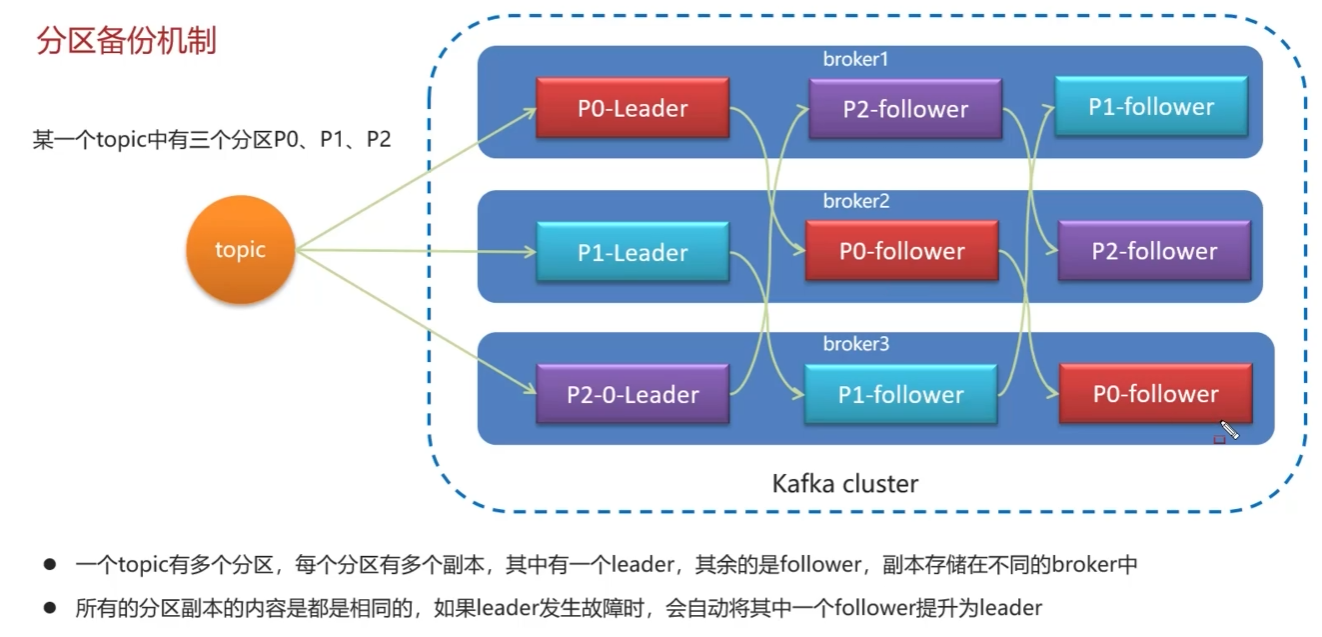 分区备份机制
某一个topic中有三个分区P0、P1、P2
topic
broker1
P0-Leader
P2-follower
P1-follower
broker2
P1-Leader
P0-follower
P2-follower
broker3
P2-0-Leader
P1-follower
P0-follower
Kafka cluster
● 一个topic有多个分区，每个分区有多个副本，其中有一个leader，其余的是follower，副本存储在不同的broker中
● 所有的分区副本的内容是都是相同的，如果leader发生故障时，会自动将其中一个follower提升为leader